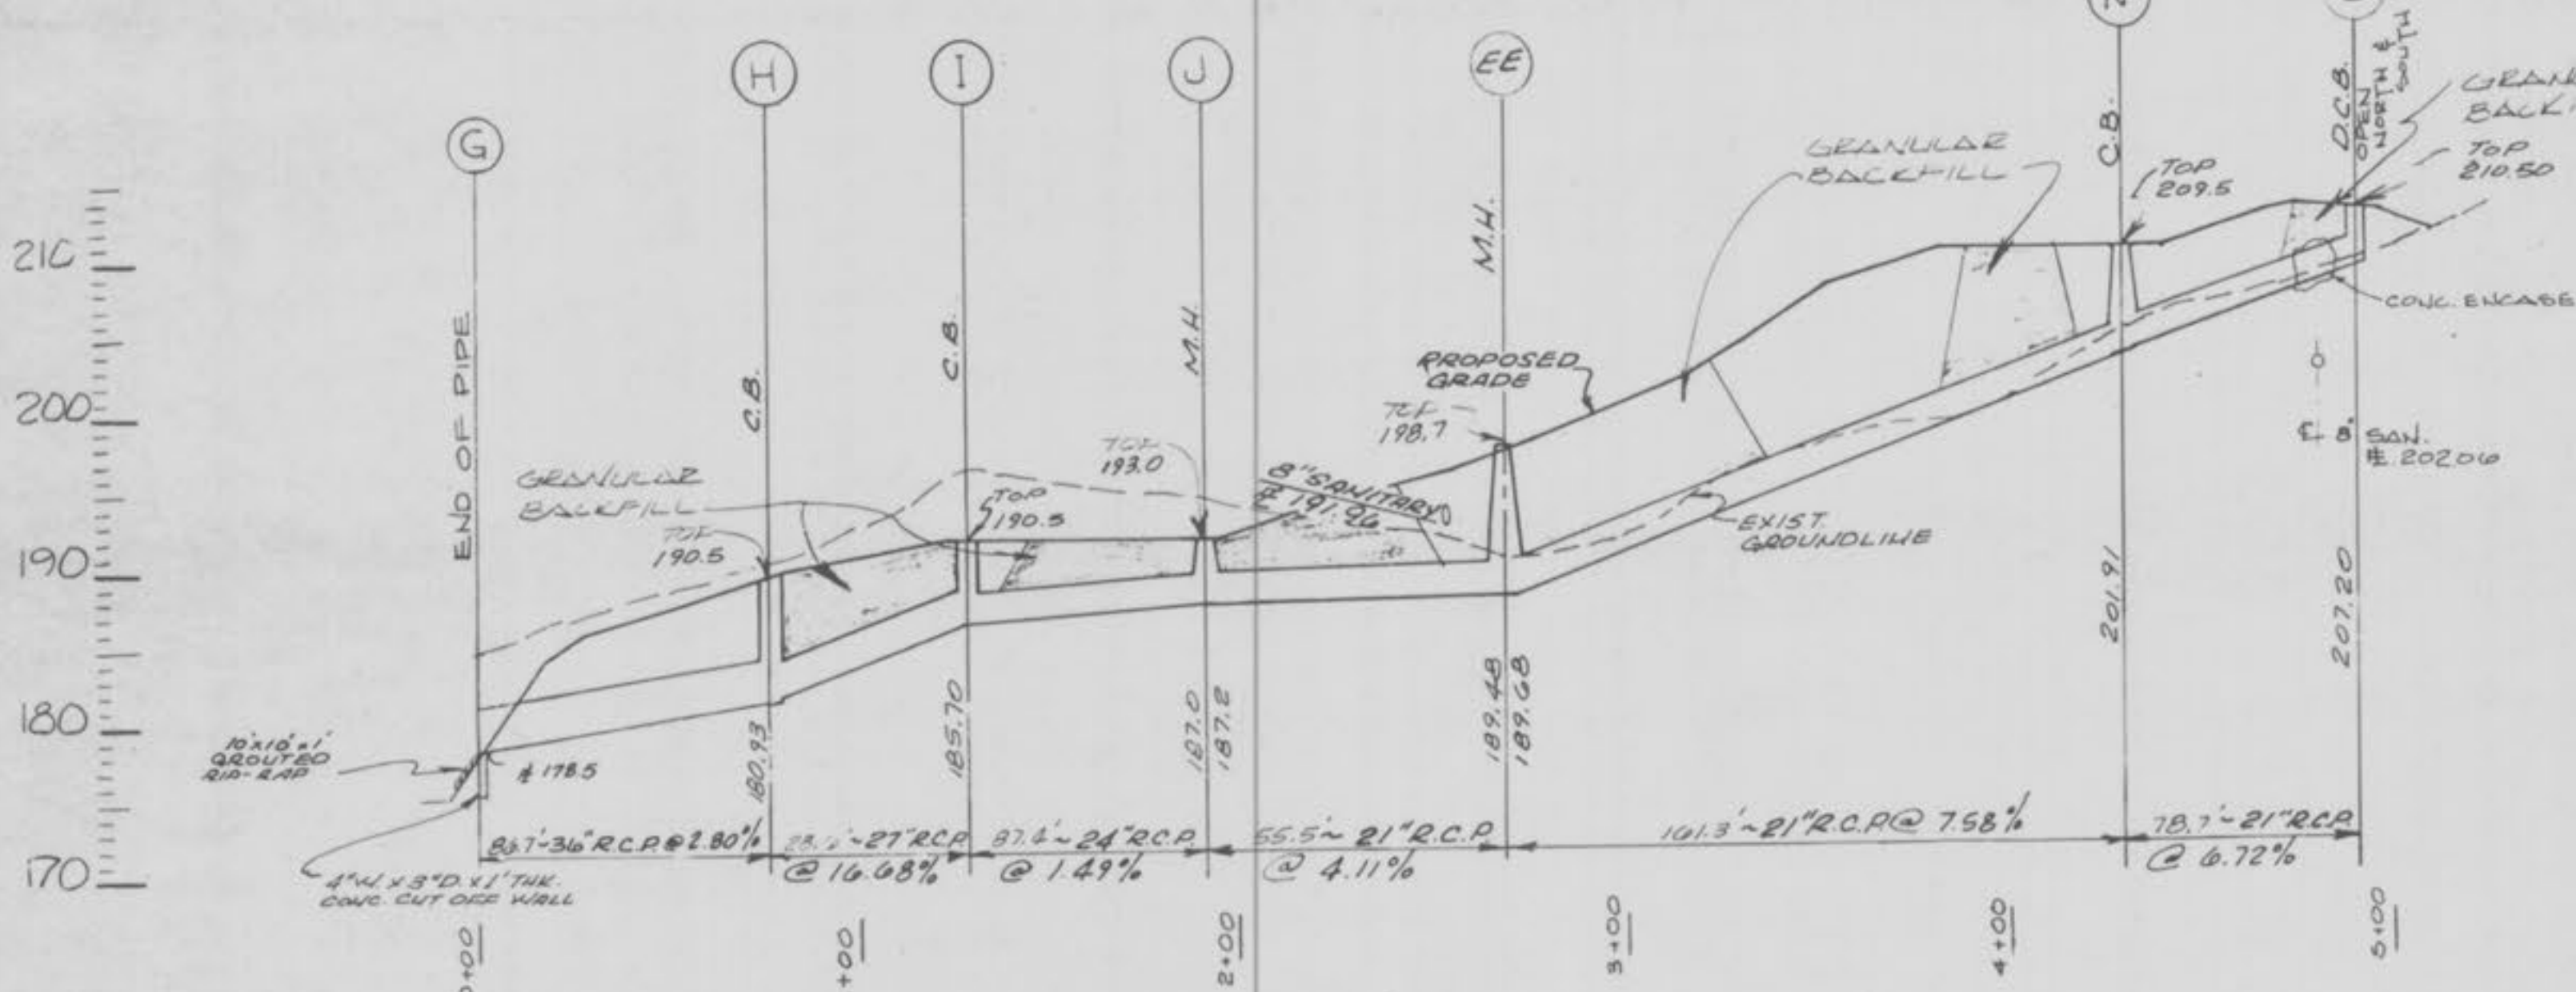 G
H
I
J
EE
END OF PIPE
C.B.
C.B.
M.H.
M.H.
C.B.
D.C.B.
OPEN
NORTH &
SOUTH
210
200
190
180
170
GRANULAR
BACKFILL
TOP
190.5
TOP
190.5
TOP
193.0
8" SANITARY
191.96
TOP
198.7
PROPOSED
GRADE
GRANULAR
BACKFILL
TOP
209.5
TOP
210.50
CONC. ENCASE
8" SAN.
202.06
EXIST.
GROUNDLINE
10'x10'x1'
GROUTED
RIP-RAP
178.5
4"W. x 3"D. x 1' THK.
CONC. CUT OFF WALL
180.93
185.70
187.0
187.2
189.48
189.68
201.91
207.20
86.7'~36" R.C.P. @ 2.80%
~27" R.C.P.
@ 16.68%
87.4'~24" R.C.P.
@ 1.49%
55.5'~21" R.C.P.
@ 4.11%
161.3'~21" R.C.P. @ 7.58%
78.7'~21" R.C.P.
@ 6.72%
+00
2+00
3+00
4+00
5+00